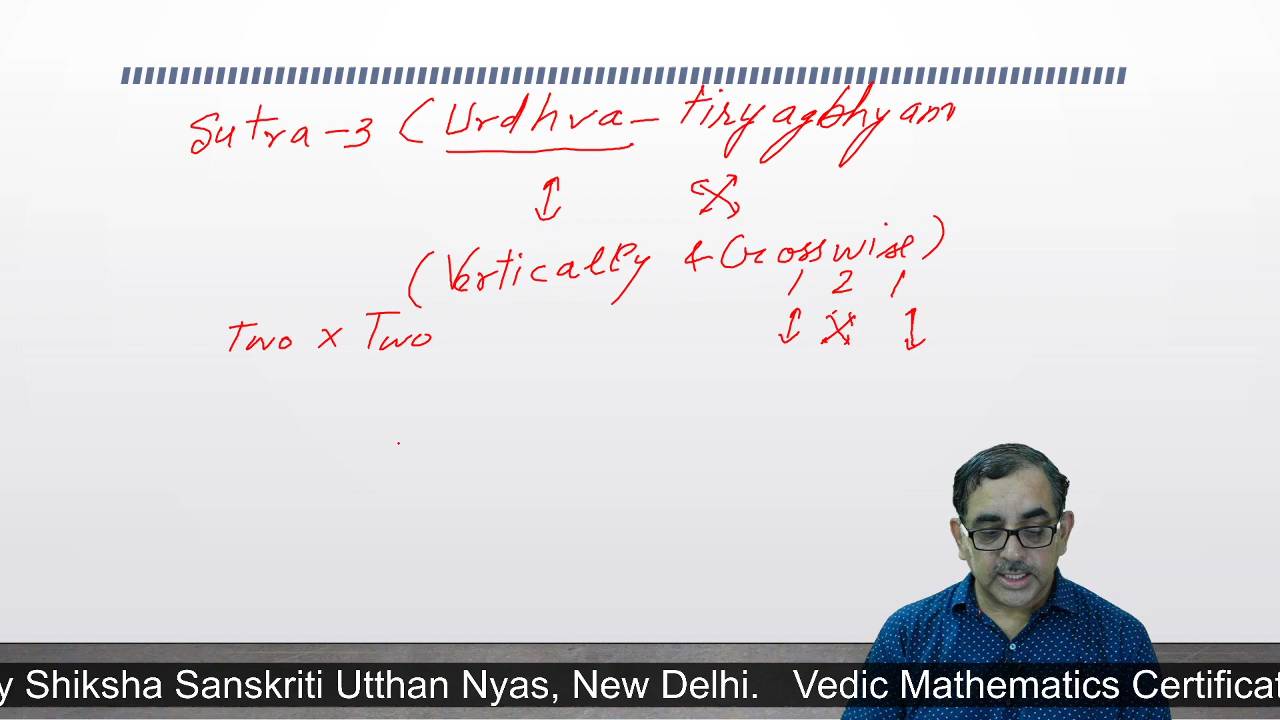 Sutra-3 (Urdhva-tiryagbhyam
(Vertically & Crosswise)
1 2 1
Two x Two
y Shiksha Sanskriti Utthan Nyas, New Delhi. Vedic Mathematics Certificat